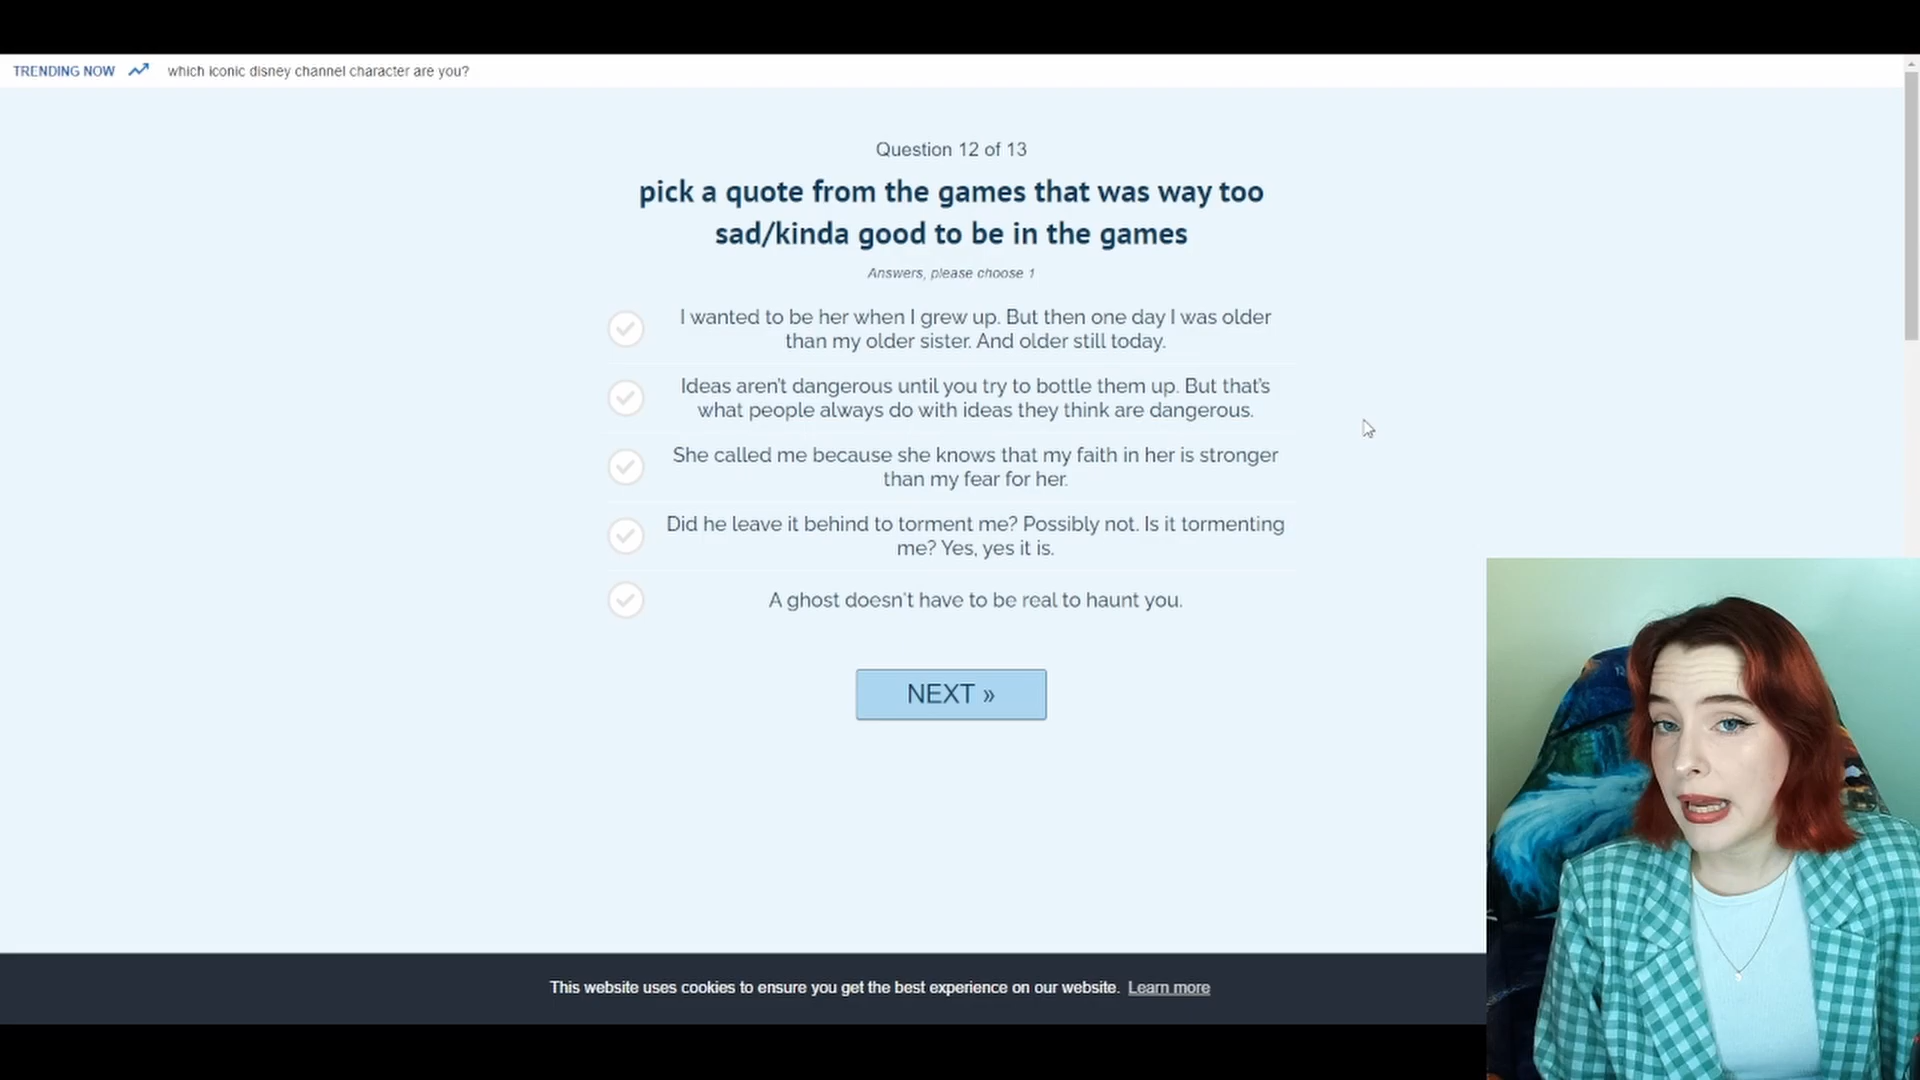 TRENDING NOW which iconic disney channel character are you?
Question 12 of 13
pick a quote from the games that was way too
sad/kinda good to be in the games
Answers, please choose 1
I wanted to be her when I grew up. But then one day I was older
than my older sister. And older still today.
Ideas aren't dangerous until you try to bottle them up. But that's
what people always do with ideas they think are dangerous.
She called me because she knows that my faith in her is stronger
than my fear for her.
Did he leave it behind to torment me? Possibly not. Is it tormenting
me? Yes, yes it is.
A ghost doesn't have to be real to haunt you.
NEXT »
This website uses cookies to ensure you get the best experience on our website. Learn more